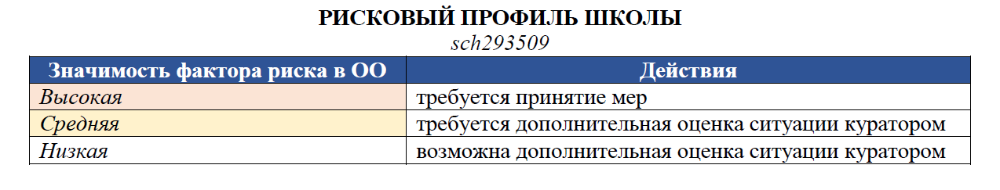 РИСКОВЫЙ ПРОФИЛЬ ШКОЛЫ
sch293509
Значимость фактора риска в ОО Действия
Высокая требуется принятие мер
Средняя требуется дополнительная оценка ситуации куратором
Низкая возможна дополнительная оценка ситуации куратором